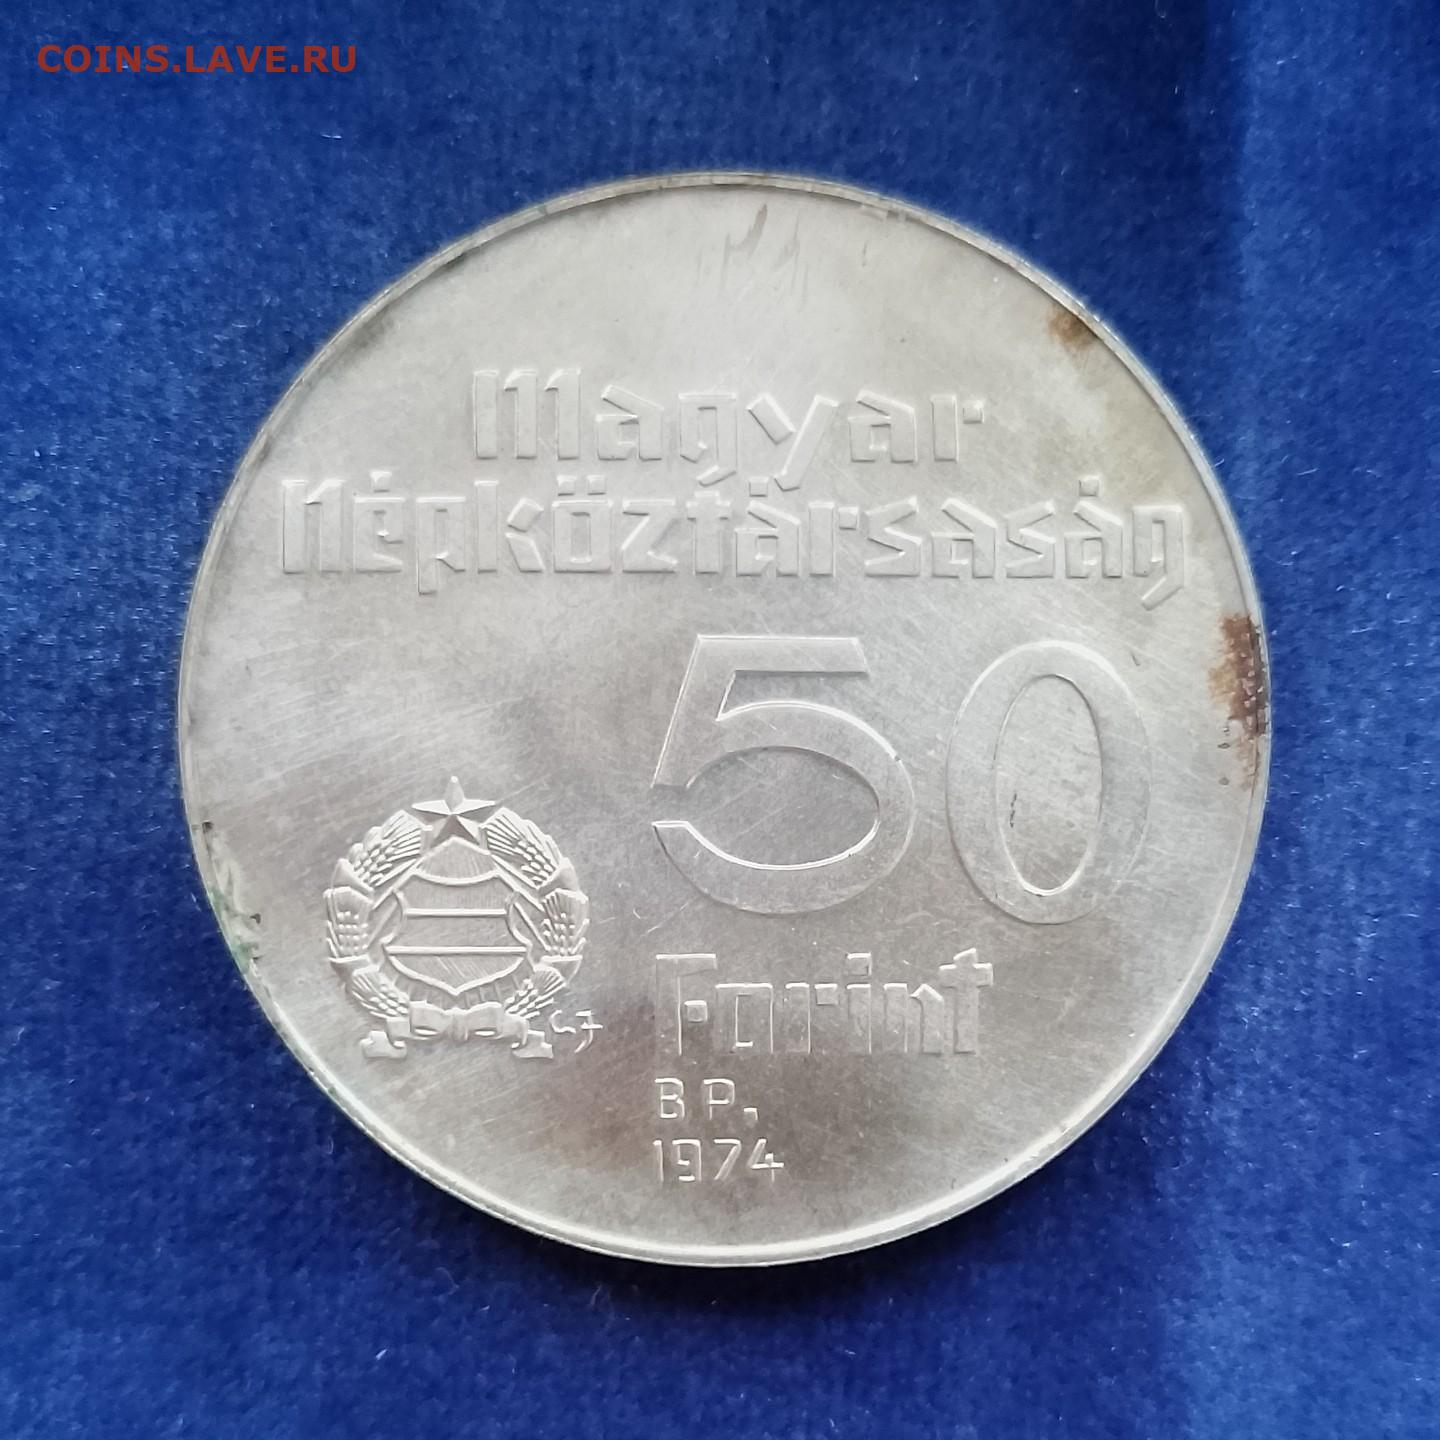 COINS.LAVE.RU
Magyar
Népköztársaság
50
Forint
BP.
1974